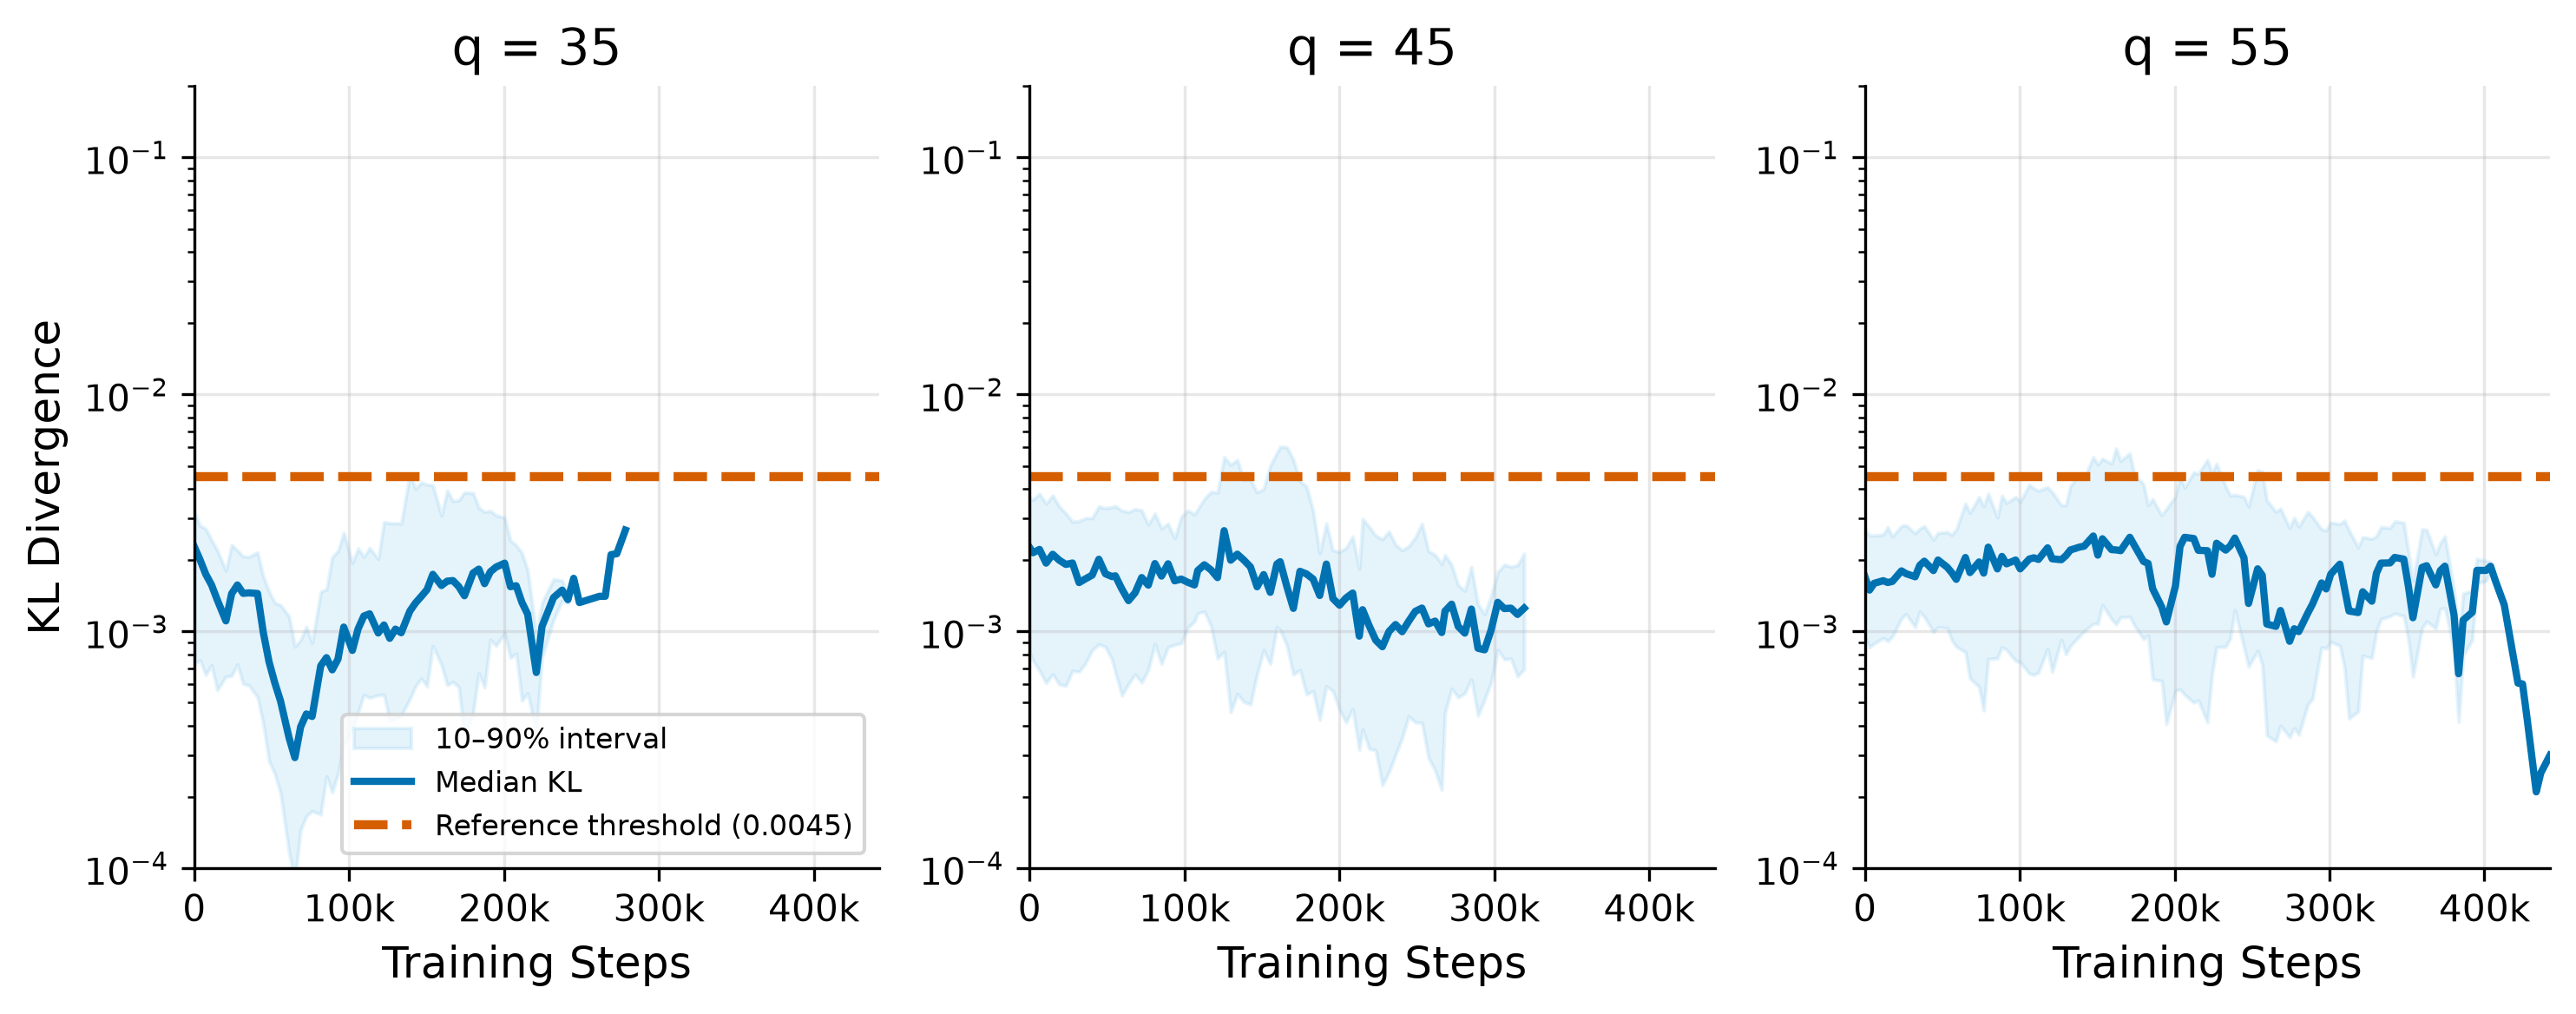 q = 35
q = 45
q = 55
KL Divergence
10⁻¹
10⁻²
10⁻³
10⁻⁴
10–90% interval
Median KL
Reference threshold (0.0045)
0 100k 200k 300k 400k
Training Steps
10⁻¹
10⁻²
10⁻³
10⁻⁴
0 100k 200k 300k 400k
Training Steps
10⁻¹
10⁻²
10⁻³
10⁻⁴
0 100k 200k 300k 400k
Training Steps